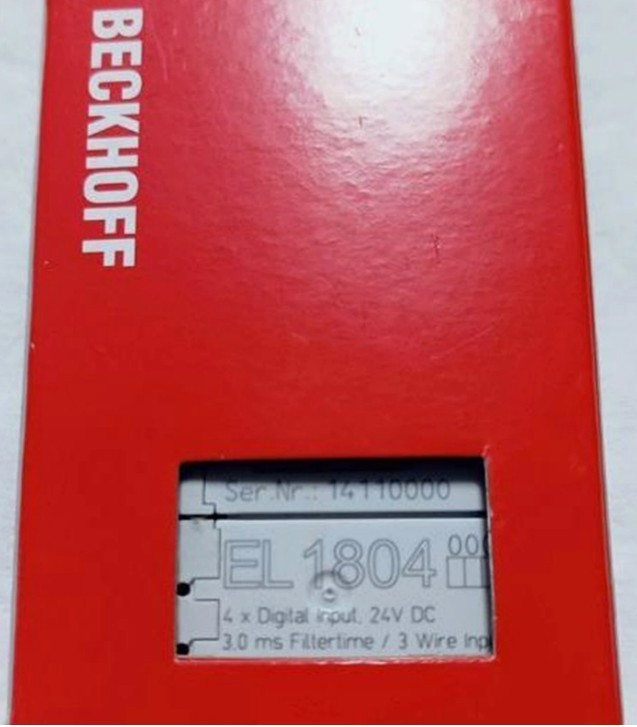 BECKHOFF
Ser.Nr.: 14110000
EL 1804
4 x Digital input, 24V DC
3.0 ms Filtertime / 3 Wire Inp